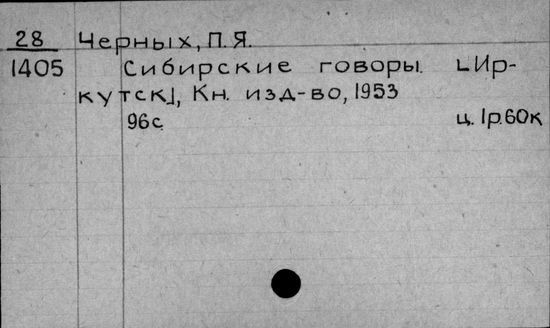 28 Черных, П.Я.
1405 Сибирские говоры. [Ир-
кутск], Кн. изд-во, 1953
96с. ц. 1р.60к